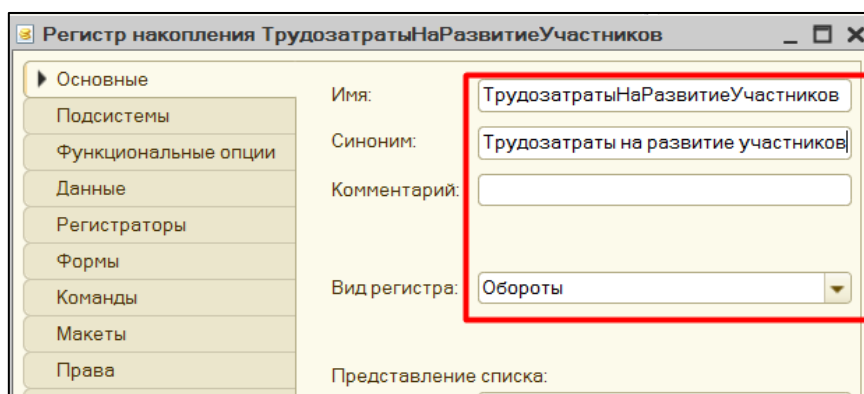 Регистр накопления ТрудозатратыНаРазвитиеУчастников
Основные
Подсистемы
Функциональные опции
Данные
Регистраторы
Формы
Команды
Макеты
Права
Имя: ТрудозатратыНаРазвитиеУчастников
Синоним: Трудозатраты на развитие участников
Комментарий:
Вид регистра: Обороты
Представление списка: